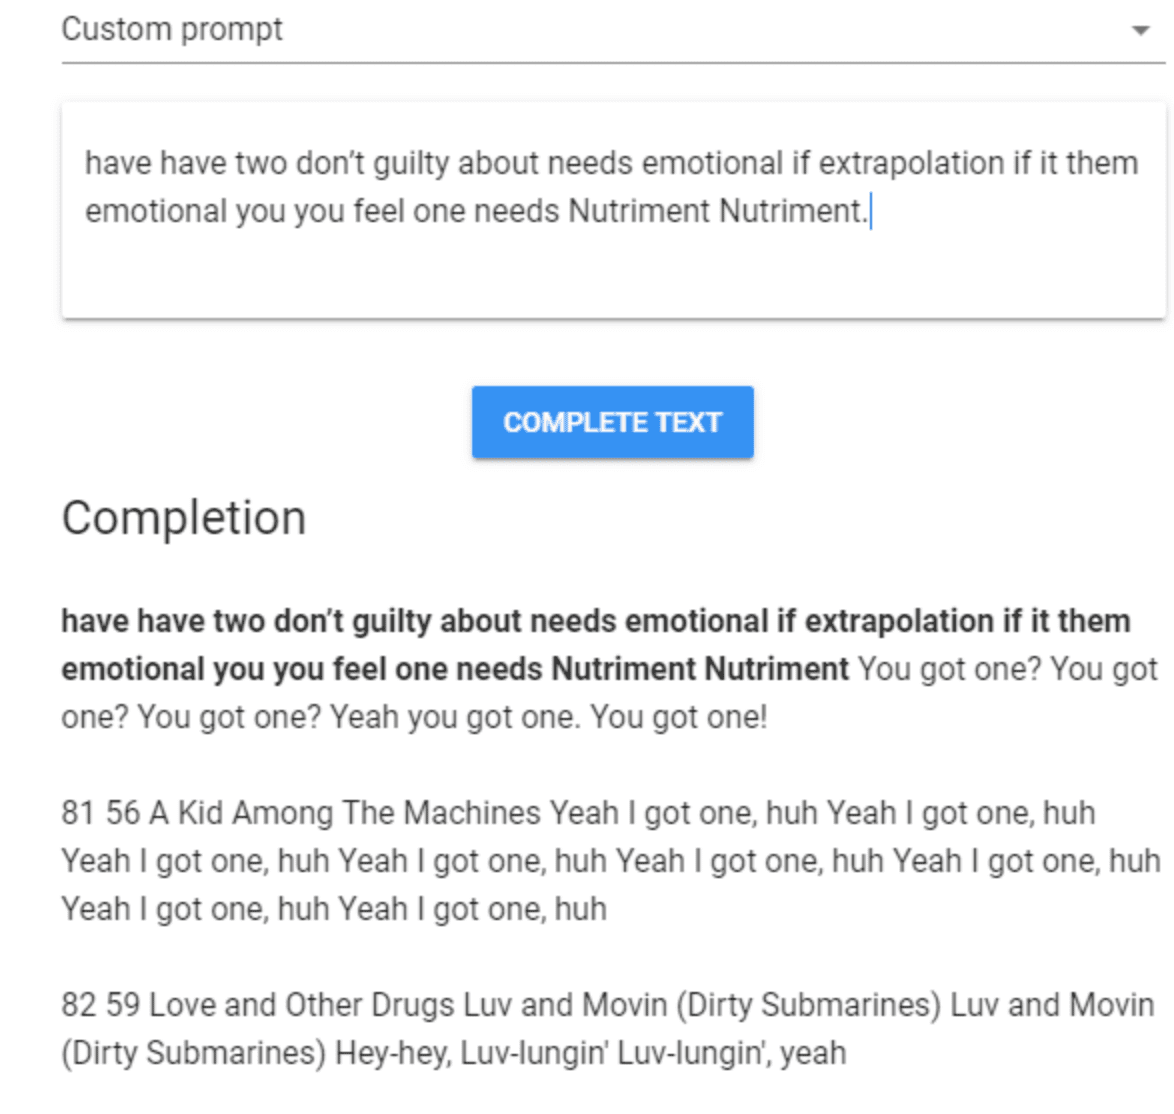 Custom prompt
have have two don’t guilty about needs emotional if extrapolation if it them
emotional you you feel one needs Nutriment Nutriment.
COMPLETE TEXT
Completion
have have two don’t guilty about needs emotional if extrapolation if it them
emotional you you feel one needs Nutriment Nutriment You got one? You got
one? You got one? Yeah you got one. You got one!
81 56 A Kid Among The Machines Yeah I got one, huh Yeah I got one, huh
Yeah I got one, huh Yeah I got one, huh Yeah I got one, huh Yeah I got one, huh
Yeah I got one, huh Yeah I got one, huh
82 59 Love and Other Drugs Luv and Movin (Dirty Submarines) Luv and Movin
(Dirty Submarines) Hey-hey, Luv-lungin' Luv-lungin', yeah